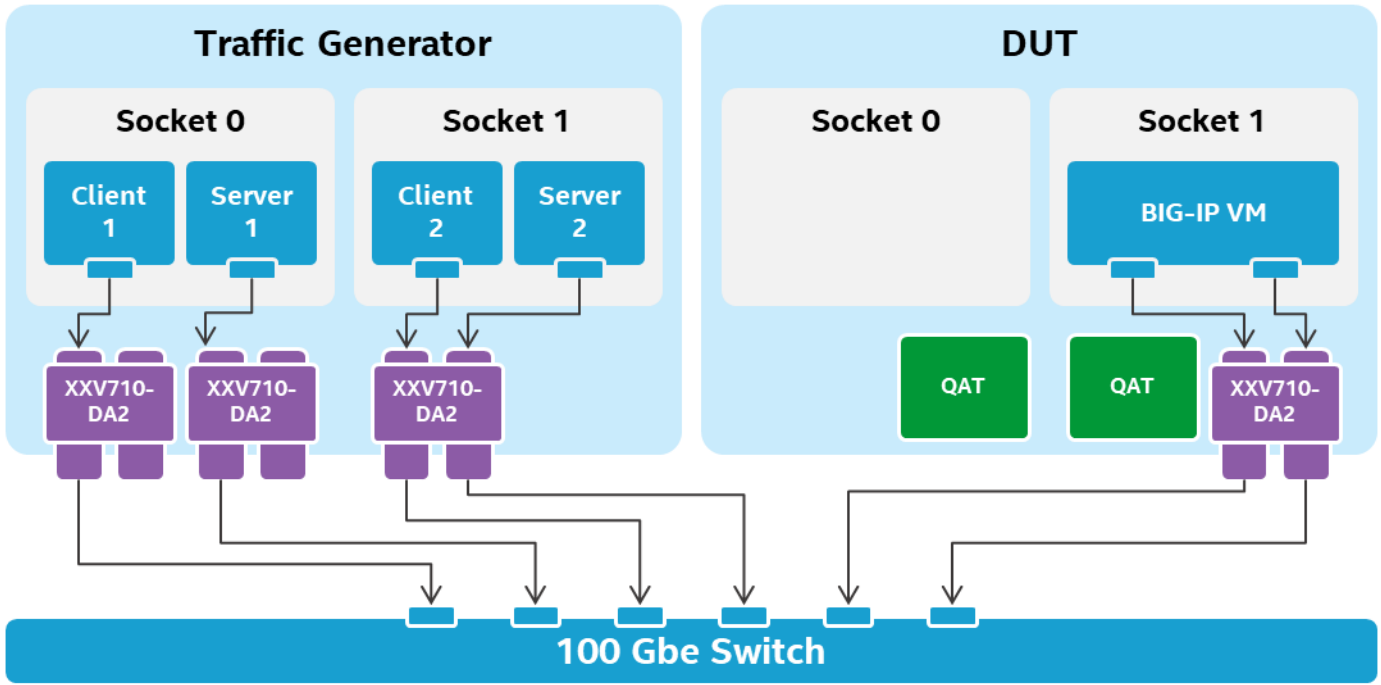 Traffic Generator
DUT
Socket 0
Socket 1
Socket 0
Socket 1
Client
1
Server
1
Client
2
Server
2
BIG-IP VM
XXV710-
DA2
XXV710-
DA2
XXV710-
DA2
QAT
QAT
XXV710-
DA2
100 Gbe Switch